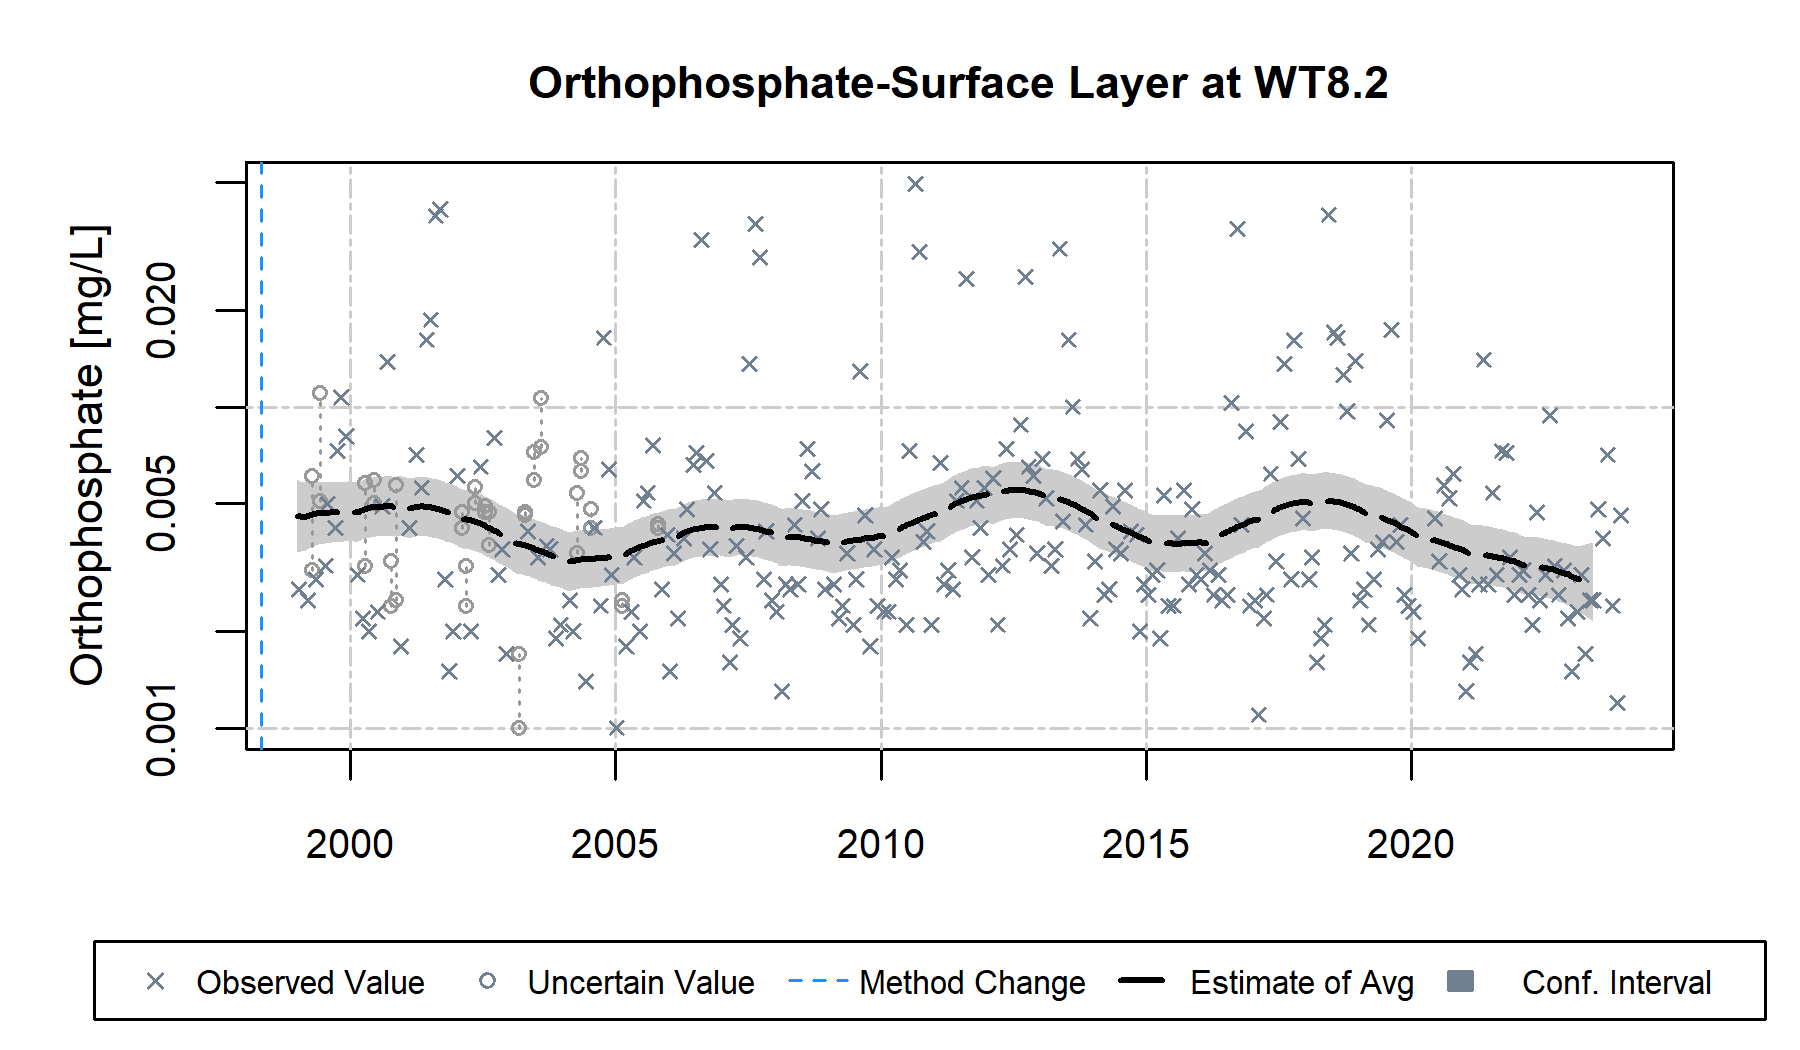 Orthophosphate-Surface Layer at WT8.2
Orthophosphate [mg/L]
0.020
0.005
0.001
2000 2005 2010 2015 2020
Observed Value Uncertain Value Method Change Estimate of Avg Conf. Interval